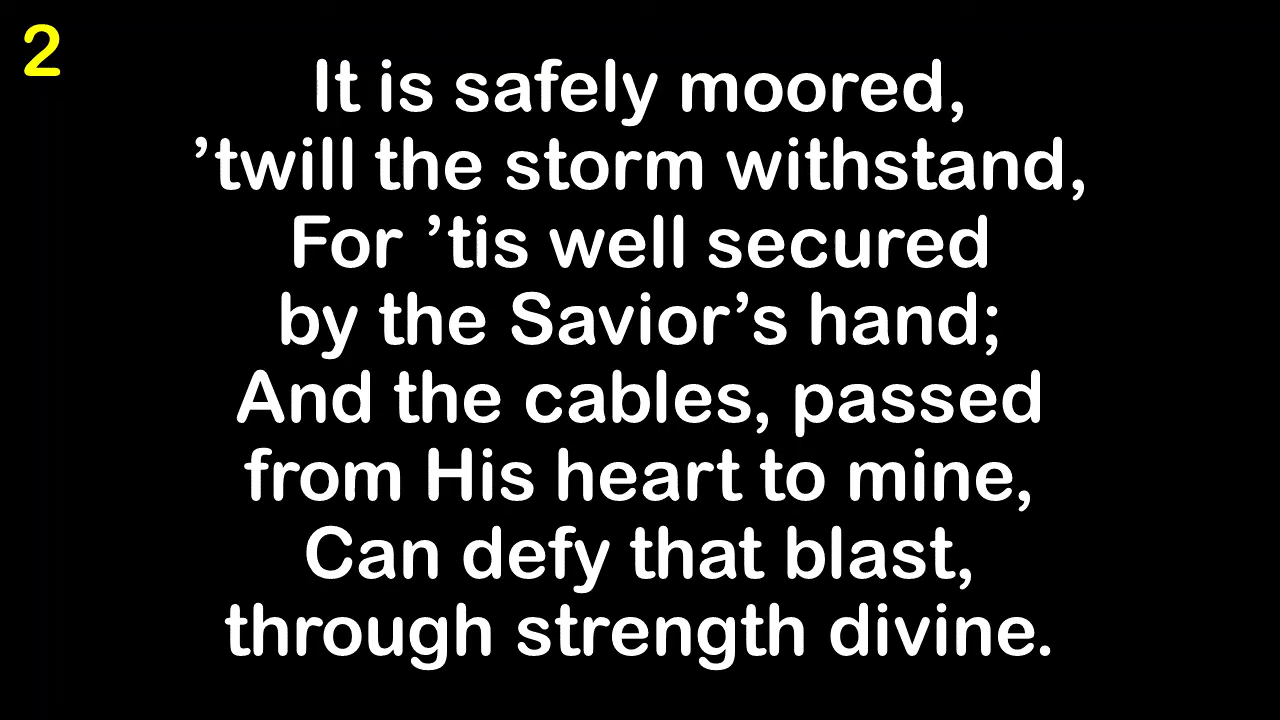 2
It is safely moored,
’twill the storm withstand,
For ’tis well secured
by the Savior’s hand;
And the cables, passed
from His heart to mine,
Can defy that blast,
through strength divine.